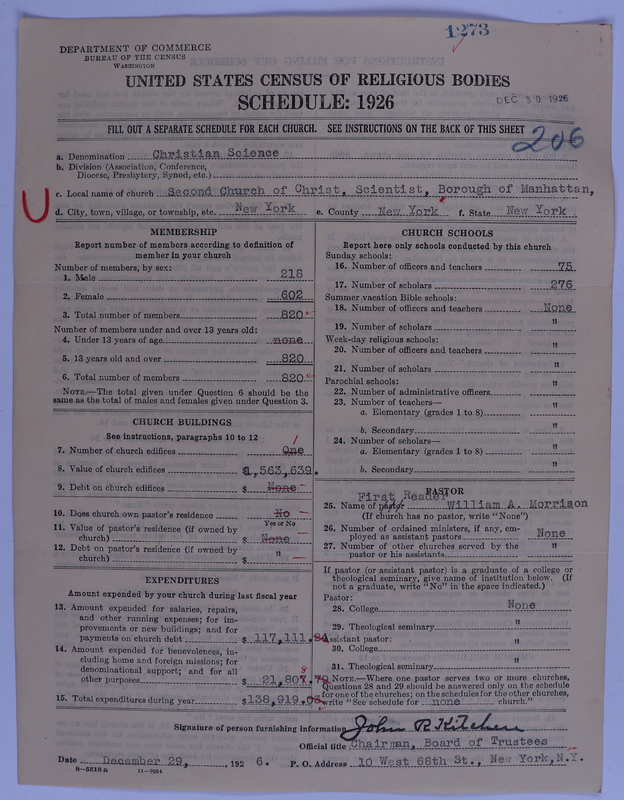 1273
DEPARTMENT OF COMMERCE
BUREAU OF THE CENSUS
WASHINGTON
UNITED STATES CENSUS OF RELIGIOUS BODIES
SCHEDULE: 1926
DEC 30 1926
FILL OUT A SEPARATE SCHEDULE FOR EACH CHURCH. SEE INSTRUCTIONS ON THE BACK OF THIS SHEET
206
a. Denomination Christian Science
b. Division (Association, Conference,
Diocese, Presbytery, Synod, etc.)
c. Local name of church Second Church of Christ, Scientist, Borough of Manhattan,
d. City, town, village, or township, etc. New York e. County New York f. State New York
MEMBERSHIP
Report number of members according to definition of
member in your church
Number of members, by sex:
1. Male 218
2. Female 602
3. Total number of members 820
Number of members under and over 13 years old:
4. Under 13 years of age none
5. 13 years old and over 820
6. Total number of members 820
NOTE.—The total given under Question 6 should be the
same as the total of males and females given under Question 3.
CHURCH BUILDINGS
See instructions, paragraphs 10 to 12
7. Number of church edifices One 1
8. Value of church edifices $1,563,639.
9. Debt on church edifices $ None
10. Does church own pastor's residence No
Yes or No
11. Value of pastor's residence (if owned by
church) $ None
12. Debt on pastor's residence (if owned by
church) $ "
EXPENDITURES
Amount expended by your church during last fiscal year
13. Amount expended for salaries, repairs,
and other running expenses; for im-
provements or new buildings; and for
payments on church debt $ 117,111.84
14. Amount expended for benevolences, in-
cluding home and foreign missions; for
denominational support; and for all
other purposes $ 21,807.79
15. Total expenditures during year $138,919.03
CHURCH SCHOOLS
Report here only schools conducted by this church
Sunday schools:
16. Number of officers and teachers 75
17. Number of scholars 276
Summer vacation Bible schools:
18. Number of officers and teachers None
19. Number of scholars "
Week-day religious schools:
20. Number of officers and teachers "
21. Number of scholars "
Parochial schools:
22. Number of administrative officers "
23. Number of teachers—
a. Elementary (grades 1 to 8) "
b. Secondary "
24. Number of scholars—
a. Elementary (grades 1 to 8) "
b. Secondary "
PASTOR
First Reader
25. Name of pastor William A. Morrison
(If church has no pastor, write "None")
26. Number of ordained ministers, if any, em-
ployed as assistant pastors None
27. Number of other churches served by the
pastor or his assistants "
If pastor (or assistant pastor) is a graduate of a college or
theological seminary, give name of institution below. (If
not a graduate, write "No" in the space indicated.)
Pastor:
28. College None
29. Theological seminary "
Assistant pastor:
30. College "
31. Theological seminary "
NOTE.—Where one pastor serves two or more churches,
Questions 28 and 29 should be answered only on the schedule
for one of the churches; on the schedules for the other churches,
write "See schedule for none church."
Signature of person furnishing information John R Kitchen
Official title Chairman, Board of Trustees
Date December 29, , 192 6. P. O. Address 10 West 68th St., New York, N.Y.
8-5518a 11-9054